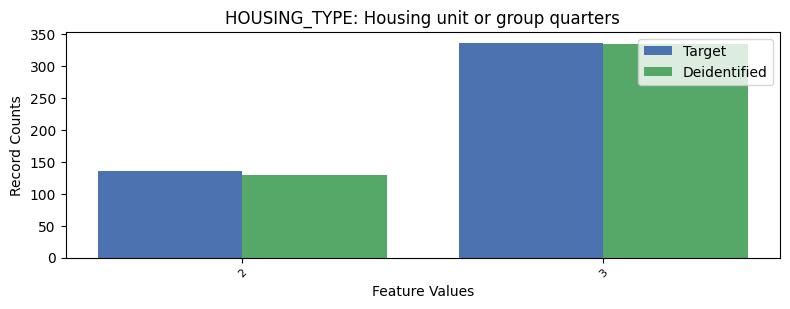 HOUSING_TYPE: Housing unit or group quarters
Record Counts
350
300
250
200
150
100
50
0
Target
Deidentified
2
3
Feature Values